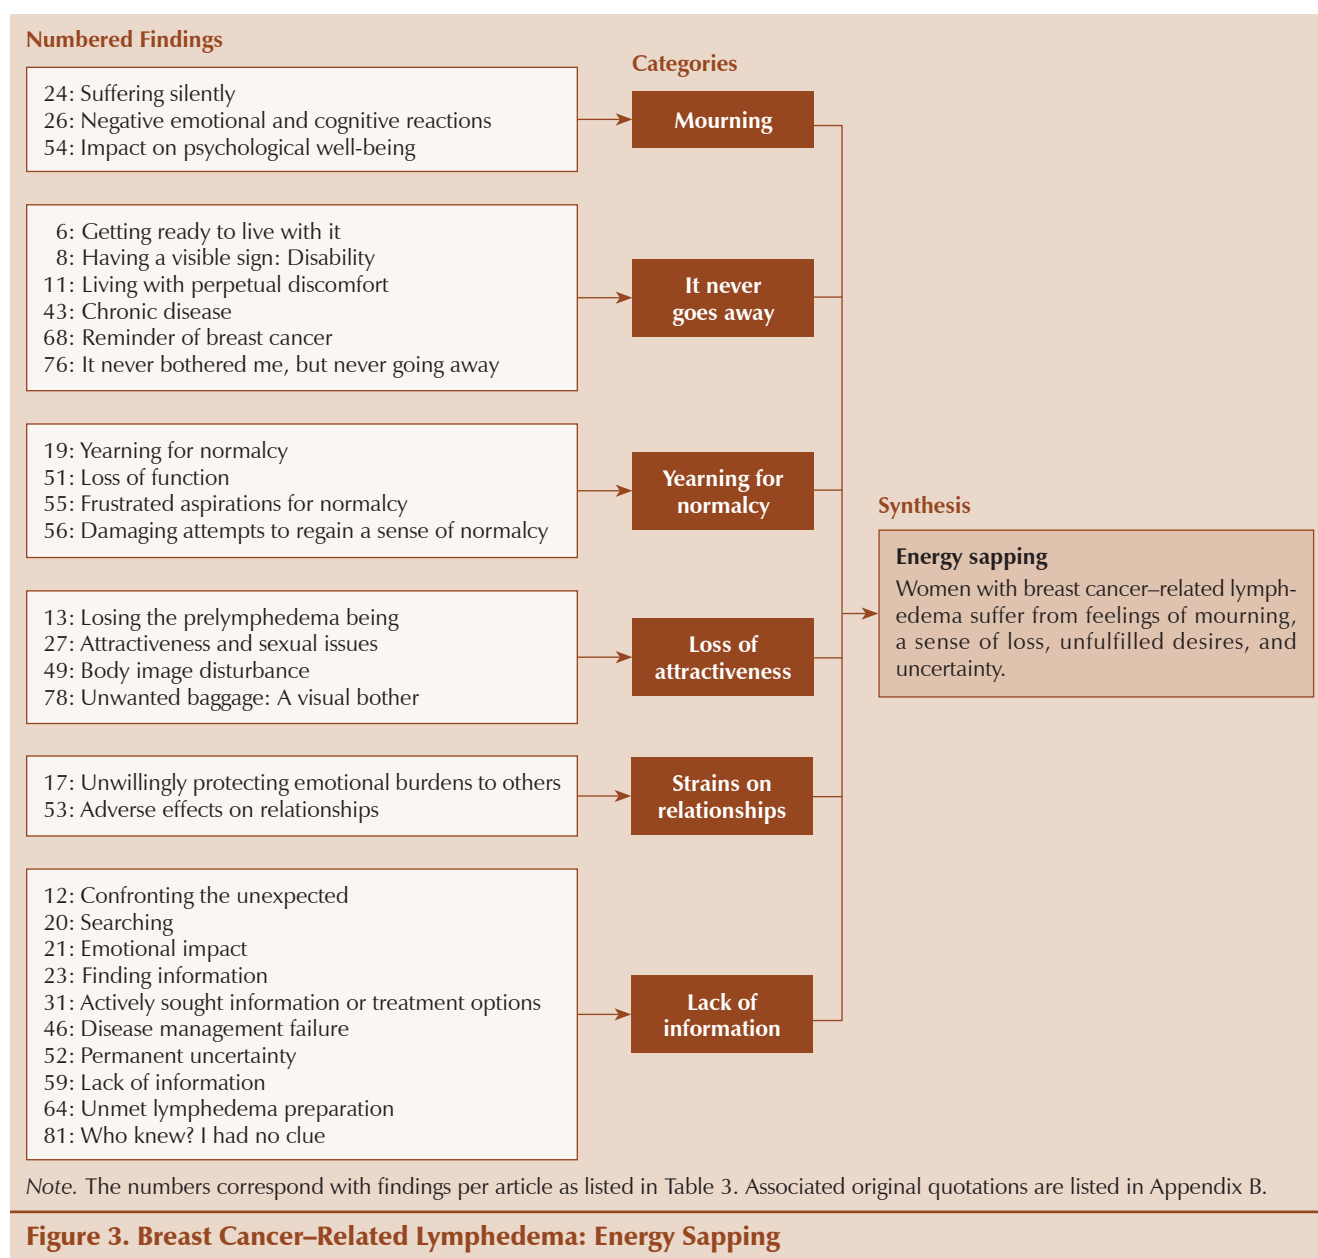 Numbered Findings
Categories
24: Suffering silently
26: Negative emotional and cognitive reactions
54: Impact on psychological well-being
Mourning
6: Getting ready to live with it
8: Having a visible sign: Disability
11: Living with perpetual discomfort
43: Chronic disease
68: Reminder of breast cancer
76: It never bothered me, but never going away
It never
goes away
19: Yearning for normalcy
51: Loss of function
55: Frustrated aspirations for normalcy
56: Damaging attempts to regain a sense of normalcy
Yearning for
normalcy
13: Losing the prelymphedema being
27: Attractiveness and sexual issues
49: Body image disturbance
78: Unwanted baggage: A visual bother
Loss of
attractiveness
17: Unwillingly protecting emotional burdens to others
53: Adverse effects on relationships
Strains on
relationships
12: Confronting the unexpected
20: Searching
21: Emotional impact
23: Finding information
31: Actively sought information or treatment options
46: Disease management failure
52: Permanent uncertainty
59: Lack of information
64: Unmet lymphedema preparation
81: Who knew? I had no clue
Lack of
information
Synthesis
Energy sapping
Women with breast cancer–related lymph-
edema suffer from feelings of mourning,
a sense of loss, unfulfilled desires, and
uncertainty.
Note. The numbers correspond with findings per article as listed in Table 3. Associated original quotations are listed in Appendix B.
Figure 3. Breast Cancer–Related Lymphedema: Energy Sapping